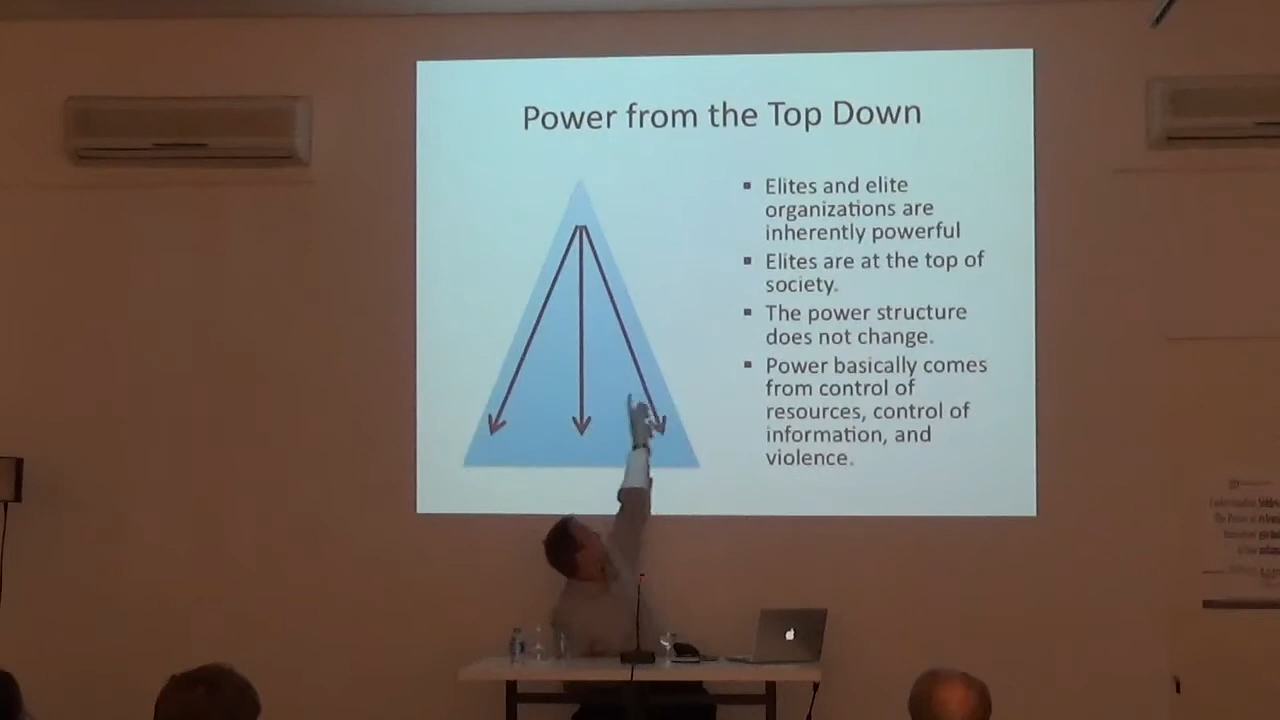 Power from the Top Down
▪ Elites and elite
organizations are
inherently powerful
▪ Elites are at the top of
society.
▪ The power structure
does not change.
▪ Power basically comes
from control of
resources, control of
information, and
violence.